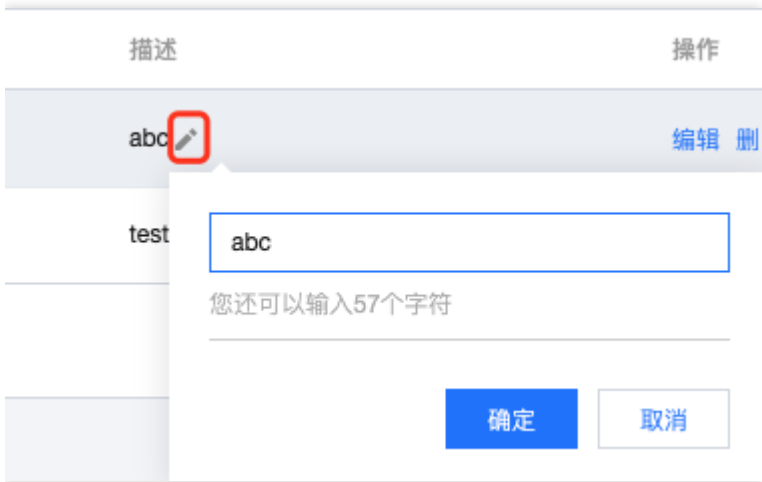 描述 操作
abc 编辑 删
test
abc
您还可以输入57个字符
确定 取消